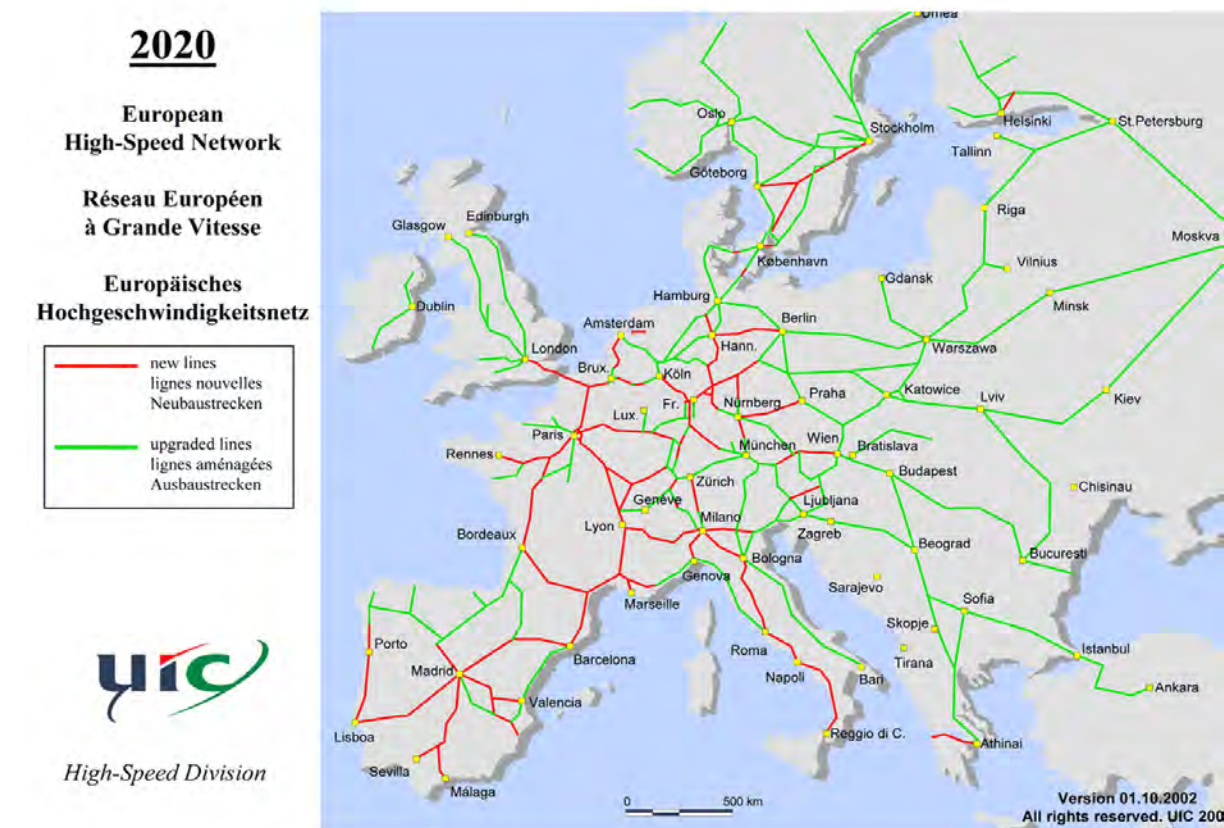 2020
European
High-Speed Network
Réseau Européen
à Grande Vitesse
Europäisches
Hochgeschwindigkeitsnetz
new lines
lignes nouvelles
Neubaustrecken
upgraded lines
lignes aménagées
Ausbaustrecken
uic
High-Speed Division
Umea
Oslo
Stockholm
Helsinki
St.Petersburg
Tallinn
Göteborg
Glasgow
Edinburgh
Riga
Moskva
København
Vilnius
Gdansk
Minsk
Dublin
Hamburg
Amsterdam
Berlin
London
Hann.
Warszawa
Brux.
Köln
Katowice
Kiev
Lux.
Fr.
Nürnberg
Praha
Lviv
Paris
Rennes
München
Wien
Bratislava
Budapest
Zürich
Chisinau
Genève
Ljubljana
Lyon
Milano
Zagreb
Bordeaux
Beograd
Bucuresti
Bologna
Genova
Sarajevo
Marseille
Sofia
Skopje
Porto
Roma
Istanbul
Barcelona
Tirana
Madrid
Napoli
Bari
Ankara
Valencia
Lisboa
Reggio di C.
Athinai
Sevilla
Málaga
0
500 km
Version 01.10.2002
All rights reserved. UIC 200